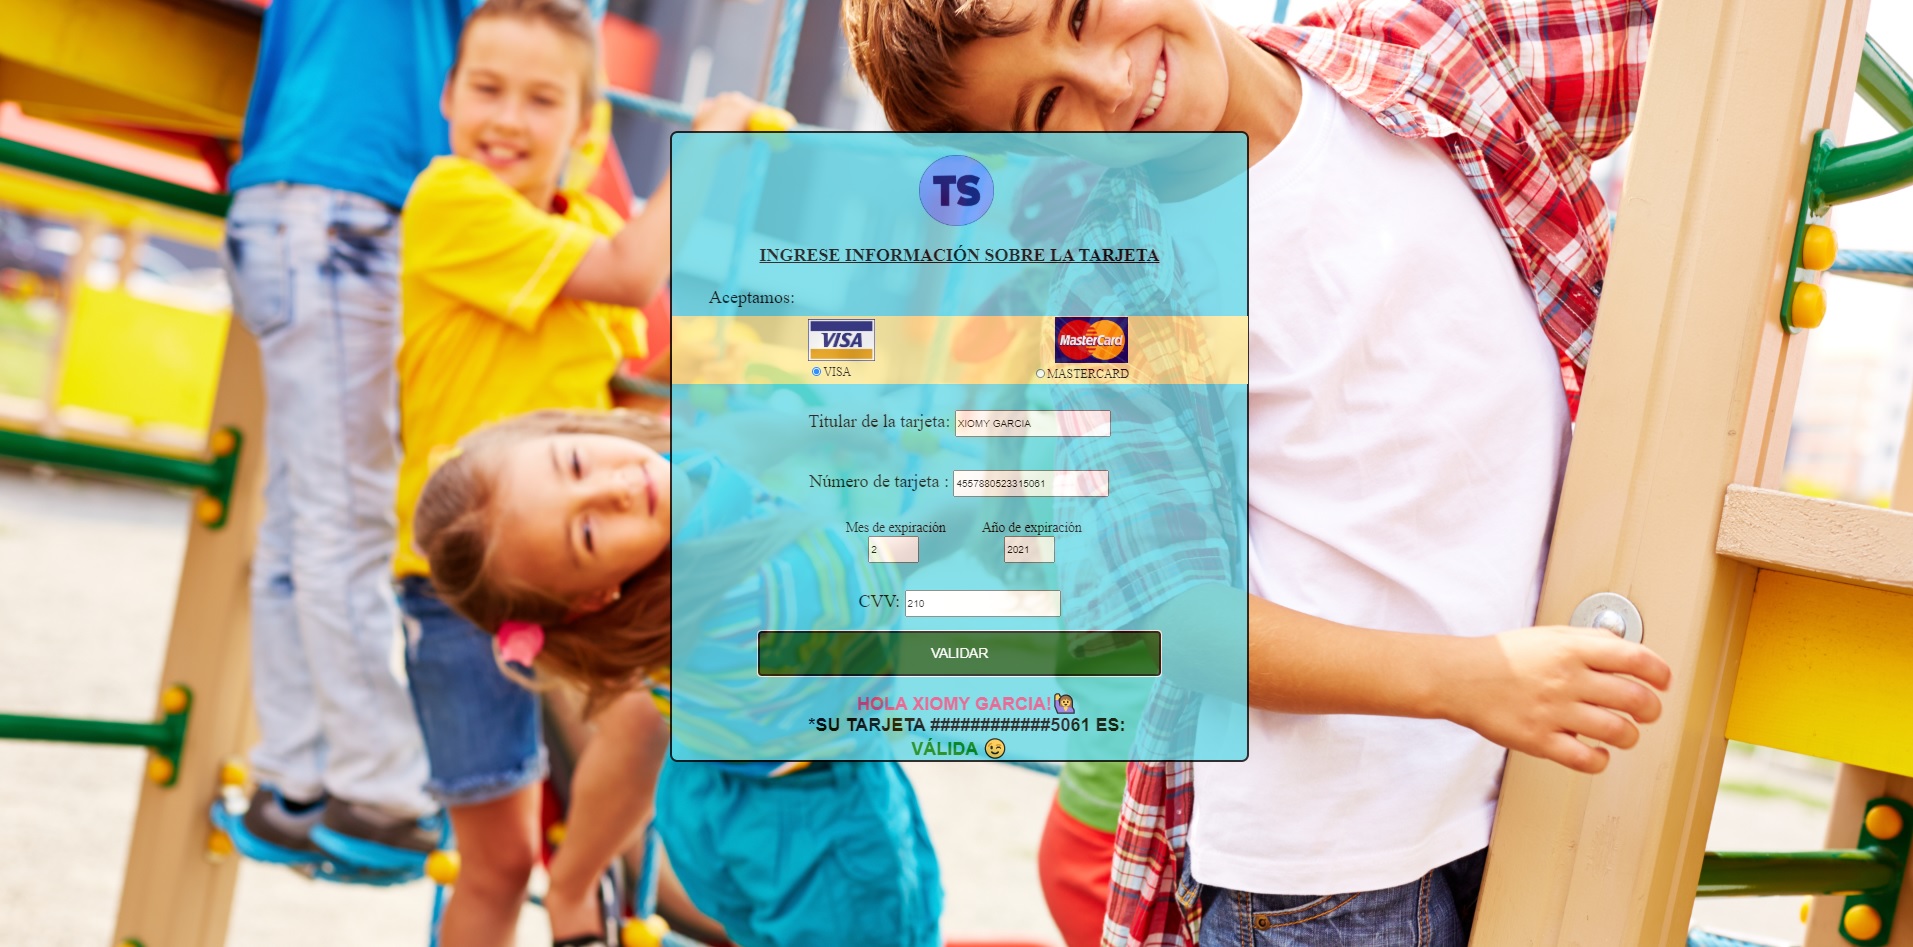 TS
INGRESE INFORMACIÓN SOBRE LA TARJETA
Aceptamos:
VISA
MasterCard
VISA
MASTERCARD
Titular de la tarjeta: XIOMY GARCIA
Número de tarjeta : 4557880523315061
Mes de expiración Año de expiración
2 2021
CVV: 210
VALIDAR
HOLA XIOMY GARCIA!🙋
*SU TARJETA ############5061 ES:
VÁLIDA 😉